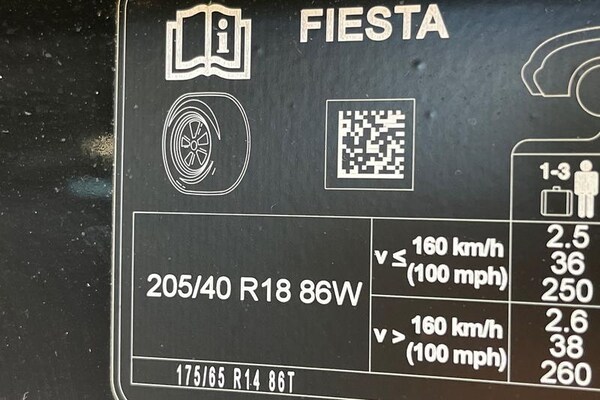 FIESTA
1-3
205/40 R18 86W
v ≤ 160 km/h (100 mph)
2.5
36
250
v > 160 km/h (100 mph)
2.6
38
260
175/65 R14 86T